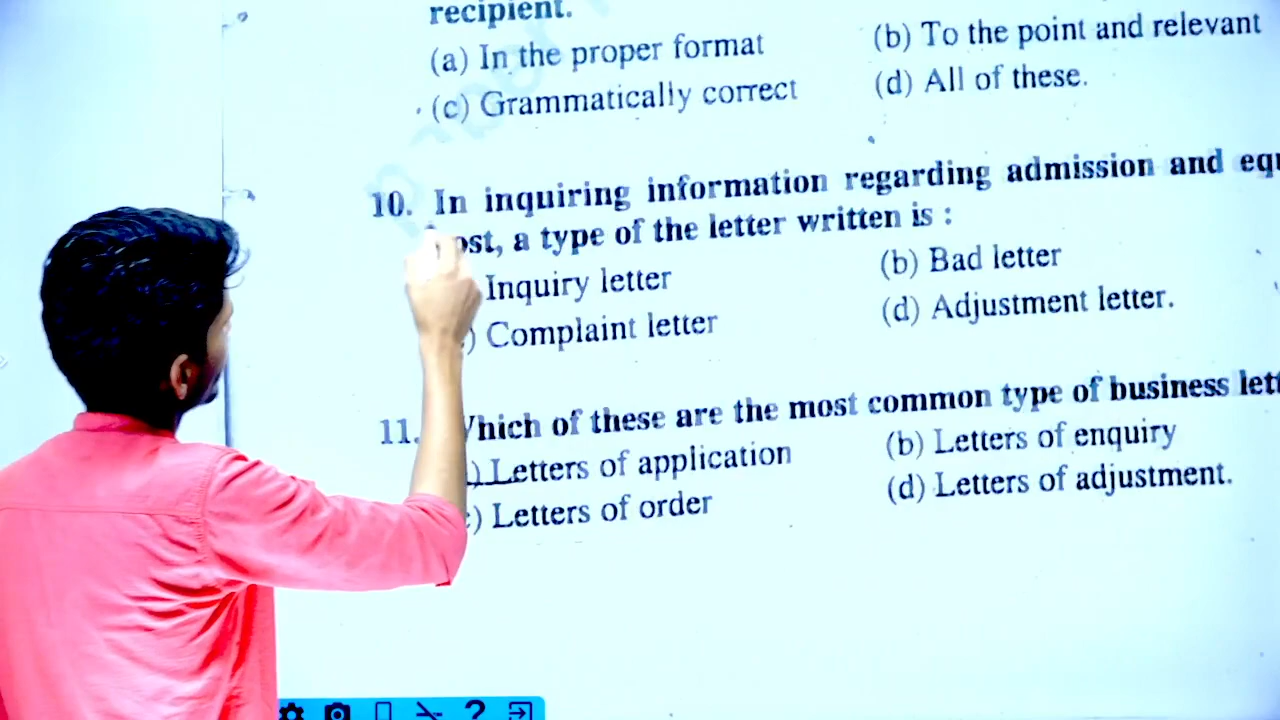 recipient.
(a) In the proper format (b) To the point and relevant
(c) Grammatically correct (d) All of these.
10. In inquiring information regarding admission and
a type of the letter written is :
Inquiry letter (b) Bad letter
) Complaint letter (d) Adjustment letter.
11. Which of these are the most common type of business
) Letters of application (b) Letters of enquiry
) Letters of order (d) Letters of adjustment.
?